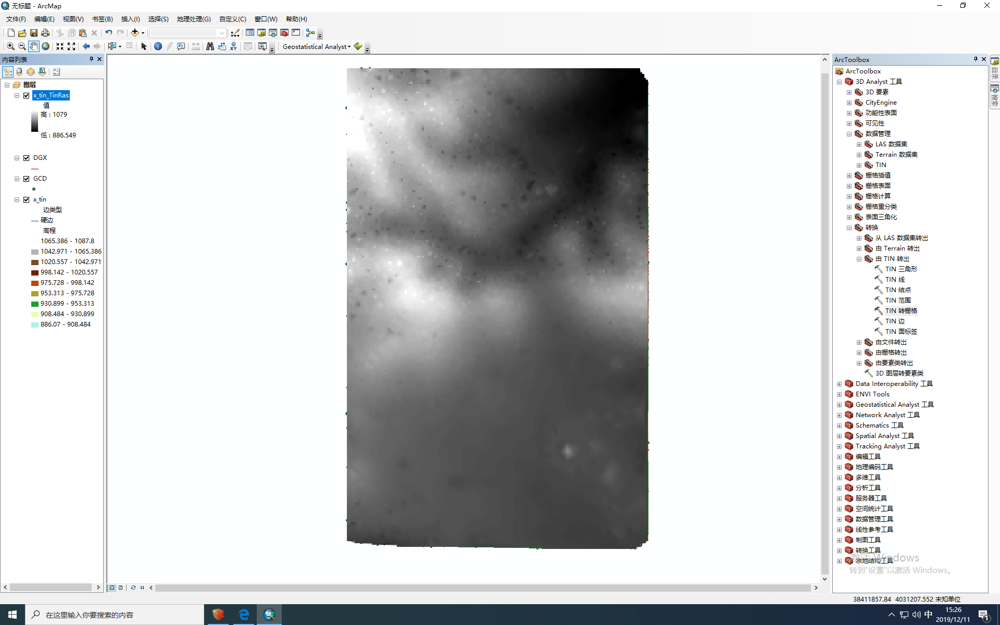 无标题 - ArcMap
文件(F) 编辑(E) 视图(V) 书签(B) 插入(I) 选择(S) 地理处理(G) 自定义(C) 窗口(W) 帮助(H)
Geostatistical Analyst
内容列表
图层
x_tin_TinRas
值
高 : 1079
低 : 886.549
DGX
GCD
x_tin
边类型
硬边
高程
1065.386 - 1087.8
1042.971 - 1065.386
1020.557 - 1042.971
998.142 - 1020.557
975.728 - 998.142
953.313 - 975.728
930.899 - 953.313
908.484 - 930.899
886.07 - 908.484
ArcToolbox
ArcToolbox
3D Analyst 工具
3D 要素
CityEngine
功能性表面
可见性
数据管理
LAS 数据集
Terrain 数据集
TIN
栅格插值
栅格表面
栅格计算
栅格重分类
表面三角化
转换
从 LAS 数据集转出
由 Terrain 转出
由 TIN 转出
TIN 三角形
TIN 线
TIN 结点
TIN 范围
TIN 转栅格
TIN 边
TIN 面标签
由文件转出
由栅格转出
由要素类转出
3D 图层转要素类
Data Interoperability 工具
ENVI Tools
Geostatistical Analyst 工具
Network Analyst 工具
Schematics 工具
Spatial Analyst 工具
Tracking Analyst 工具
编辑工具
地理编码工具
多维工具
分析工具
服务器工具
空间统计工具
数据管理工具
线性参考工具
制图工具
转换工具
宗地结构工具
激活 Windows
转到"设置"以激活 Windows。
目录
搜索
38411857.84 4031207.552 未知单位
在这里输入你要搜索的内容
中
15:26
2019/12/11
1